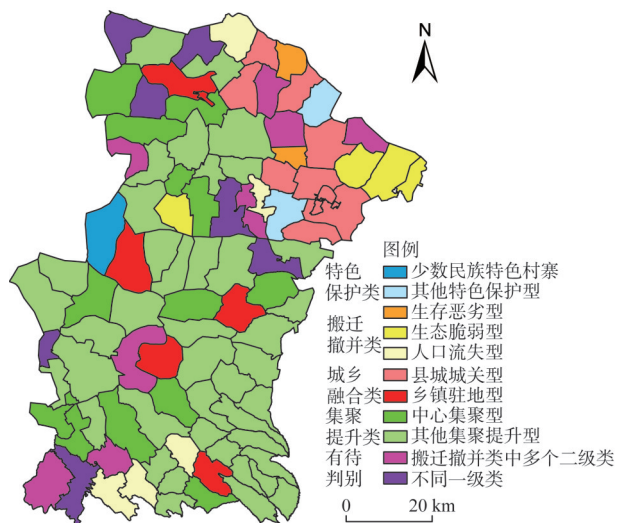 N
图例
特色 少数民族特色村寨
保护类 其他特色保护型
生存恶劣型
搬迁 生态脆弱型
撤并类 人口流失型
城乡 县城城关型
融合类 乡镇驻地型
集聚 中心集聚型
提升类 其他集聚提升型
有待 搬迁撤并类中多个二级类
判别 不同一级类
0 20 km